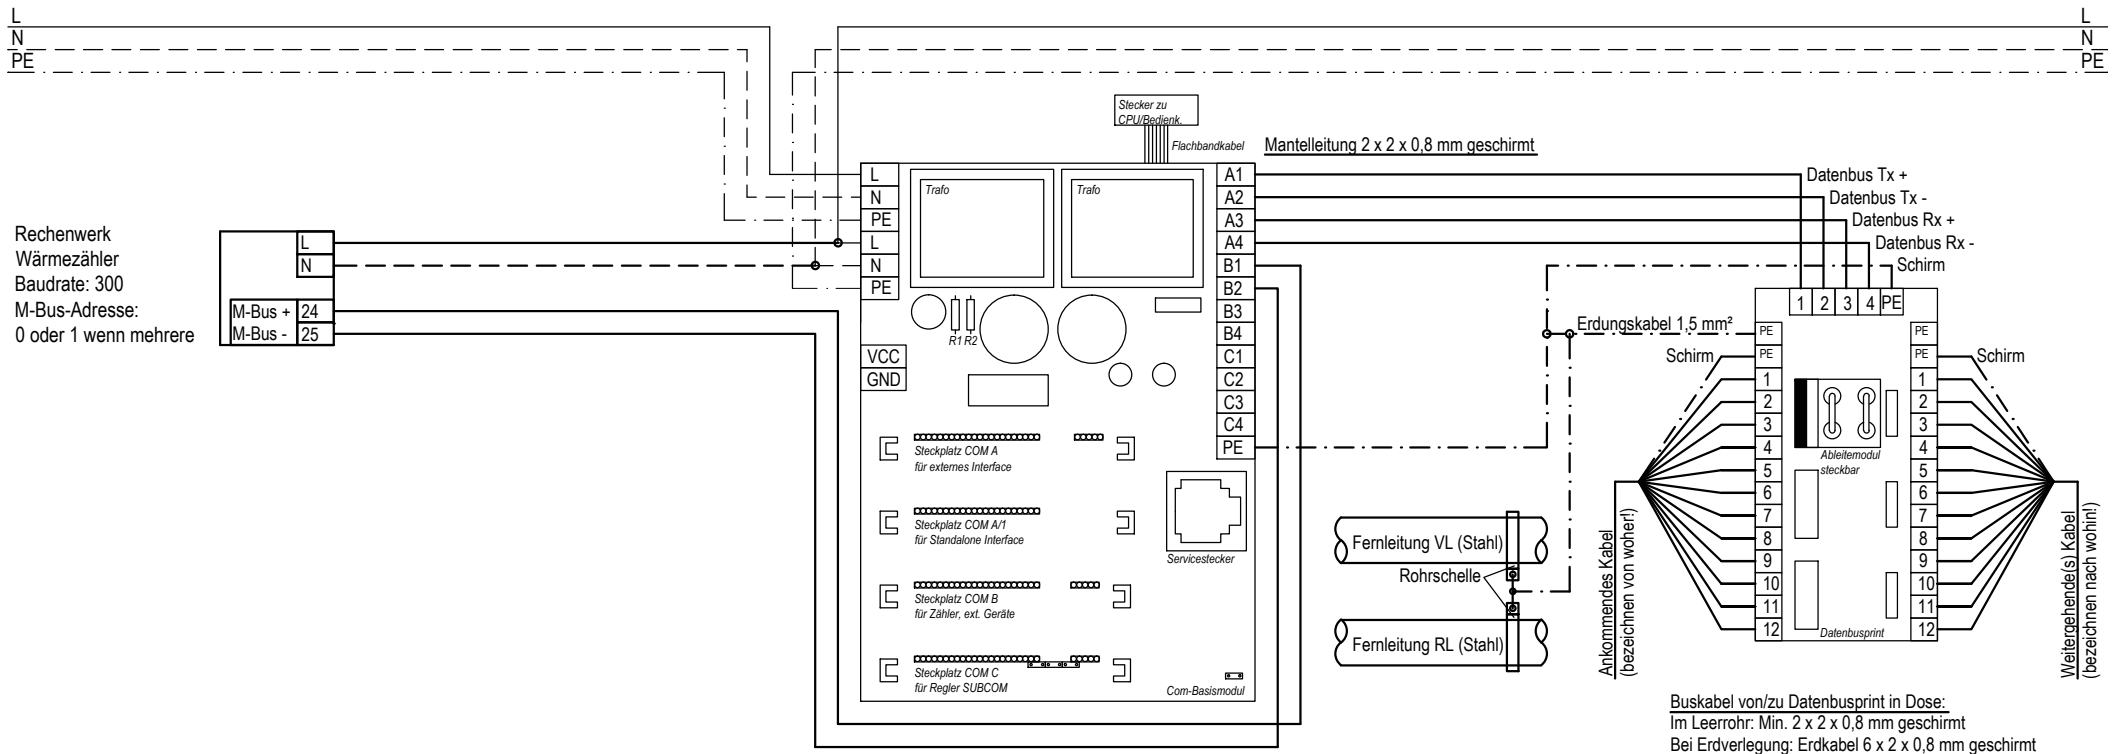 L
N
PE
L
N
PE
Stecker zu
CPU/Bedienk.
Flachbandkabel
Mantelleitung 2 x 2 x 0,8 mm geschirmt
Rechenwerk
Wärmezähler
Baudrate: 300
M-Bus-Adresse:
0 oder 1 wenn mehrere
L
N
M-Bus + 24
M-Bus - 25
L
N
PE
L
N
PE
VCC
GND
Trafo
Trafo
R1 R2
Steckplatz COM A
für externes Interface
Steckplatz COM A/1
für Standalone Interface
Steckplatz COM B
für Zähler, ext. Geräte
Steckplatz COM C
für Regler SUBCOM
A1
A2
A3
A4
B1
B2
B3
B4
C1
C2
C3
C4
PE
Servicestecker
Com-Basismodul
Datenbus Tx +
Datenbus Tx -
Datenbus Rx +
Datenbus Rx -
Schirm
Erdungskabel 1,5 mm²
Fernleitung VL (Stahl)
Rohrschelle
Fernleitung RL (Stahl)
1 2 3 4 PE
Schirm
PE
PE
1
2
3
4
5
6
7
8
9
10
11
12
Ableitemodul
steckbar
Datenbusprint
PE
PE
1
2
3
4
5
6
7
8
9
10
11
12
Schirm
Ankommendes Kabel
(bezeichnen von woher!)
Weitergehende(s) Kabel
(bezeichnen nach wohin!)
Buskabel von/zu Datenbusprint in Dose:
Im Leerrohr: Min. 2 x 2 x 0,8 mm geschirmt
Bei Erdverlegung: Erdkabel 6 x 2 x 0,8 mm geschirmt